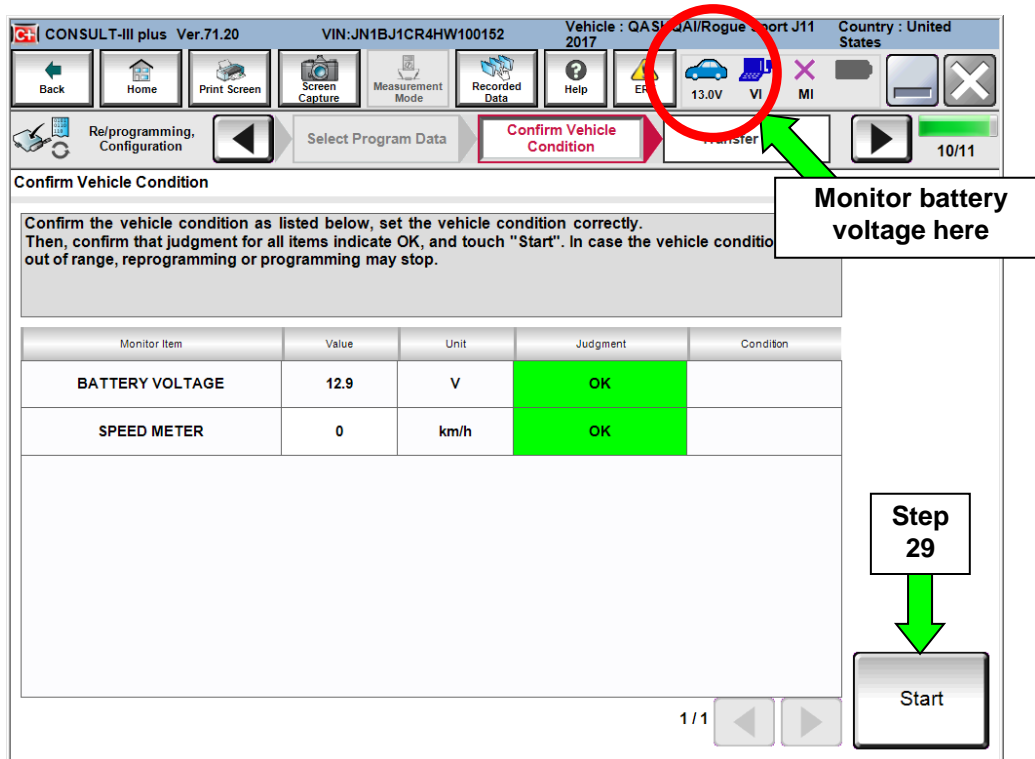 CONSULT-III plus Ver.71.20
VIN:JN1BJ1CR4HW100152
Vehicle : QASHQAI/Rogue Sport J11
2017
Country : United
States
Back
Home
Print Screen
Screen
Capture
Measurement
Mode
Recorded
Data
Help
13.0V
VI
MI
Re/programming,
Configuration
Select Program Data
Confirm Vehicle
Condition
10/11
Confirm Vehicle Condition
Monitor battery
voltage here
Confirm the vehicle condition as listed below, set the vehicle condition correctly.
Then, confirm that judgment for all items indicate OK, and touch "Start". In case the vehicle conditio
out of range, reprogramming or programming may stop.
Monitor Item Value Unit Judgment Condition
BATTERY VOLTAGE 12.9 V OK
SPEED METER 0 km/h OK
Step
29
Start
1/1